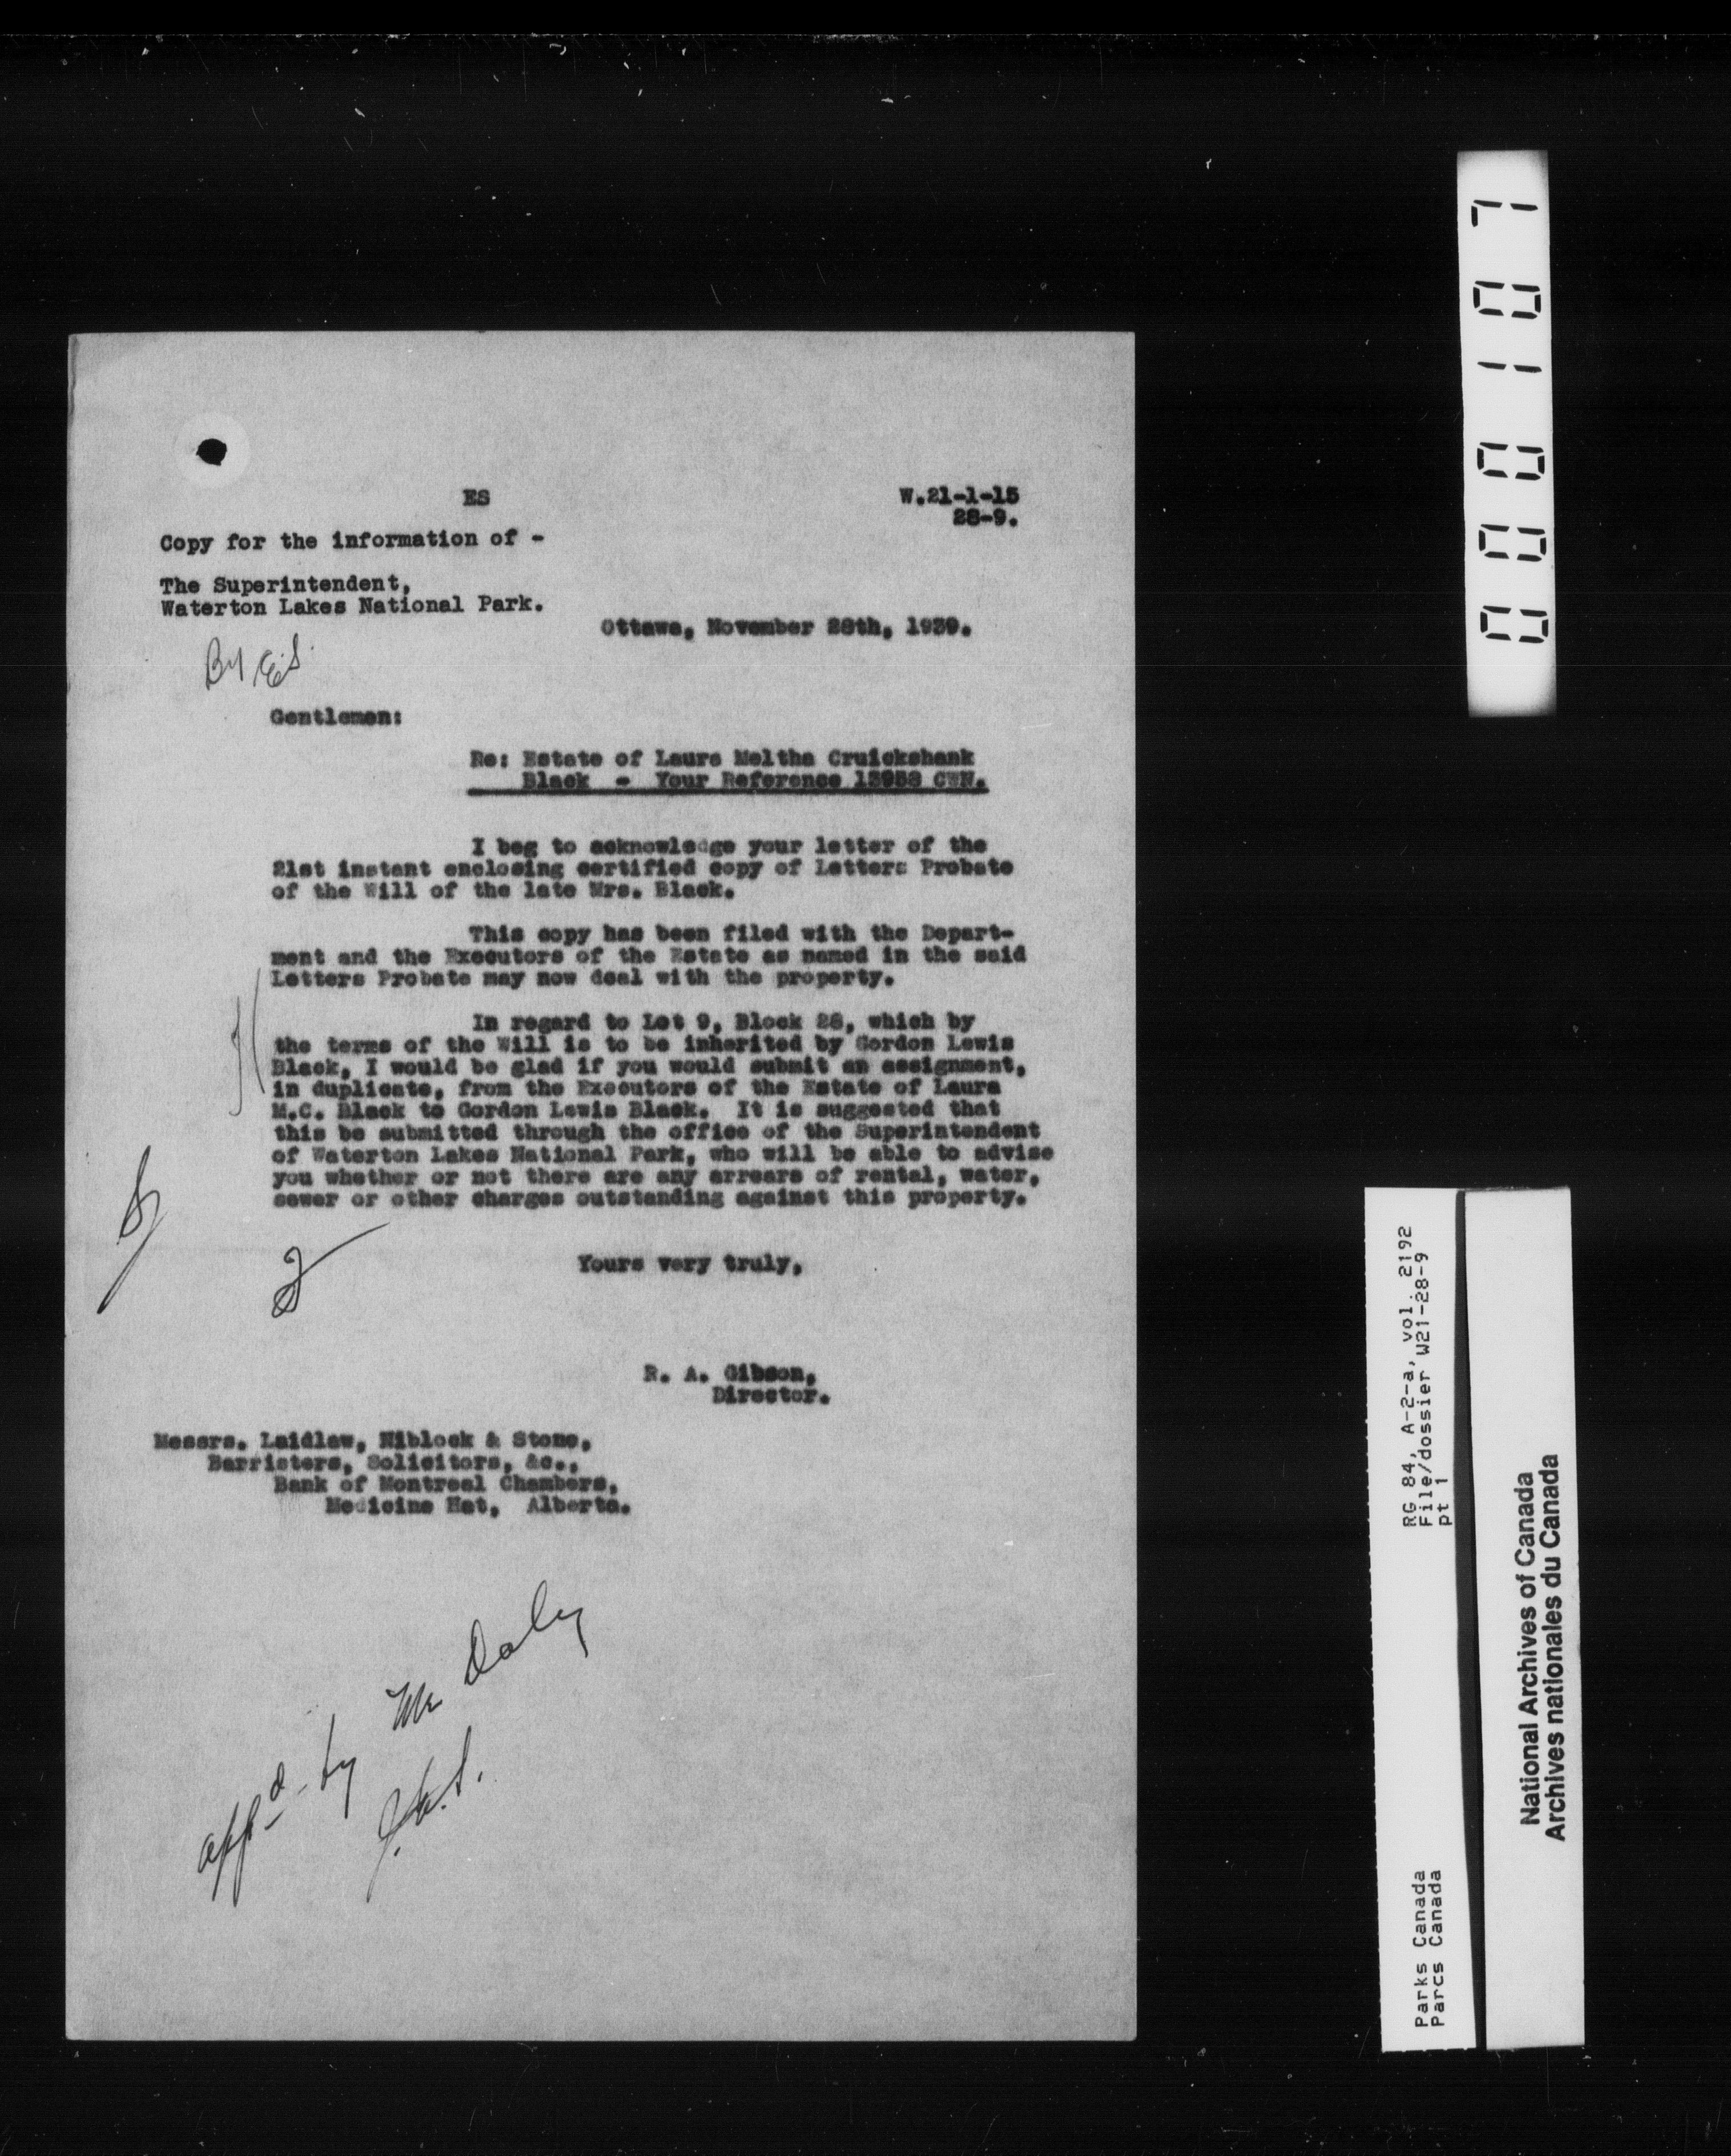 ES
W.21-1-15
28-9.
Copy for the information of -
The Superintendent,
Waterton Lakes National Park.
Ottawa, November 28th, 1939.
By E.S.
Gentlemen:
Re: Estate of Laura Meltha Cruickshank
Black - Your Reference 13958 CWN.
I beg to acknowledge your letter of the
21st instant enclosing certified copy of Letters Probate
of the Will of the late Mrs. Black.
This copy has been filed with the Depart-
ment and the Executors of the Estate as named in the said
Letters Probate may now deal with the property.
In regard to Lot 9, Block 28, which by
the terms of the Will is to be inherited by Gordon Lewis
Black, I would be glad if you would submit an assignment,
in duplicate, from the Executors of the Estate of Laura
M.C. Black to Gordon Lewis Black. It is suggested that
this be submitted through the office of the Superintendent
of Waterton Lakes National Park, who will be able to advise
you whether or not there are any arrears of rental, water,
sewer or other charges outstanding against this property.
Yours very truly,
R. A. Gibson,
Director.
Messrs. Laidlaw, Niblock & Stone,
Barristers, Solicitors, &c.,
Bank of Montreal Chambers,
Medicine Hat, Alberta.
appd by Mr Daly
000107
RG 84, A-2-a, vol. 2192
File/dossier W21-28-9
pt 1
Parks Canada
Parcs Canada
National Archives of Canada
Archives nationales du Canada